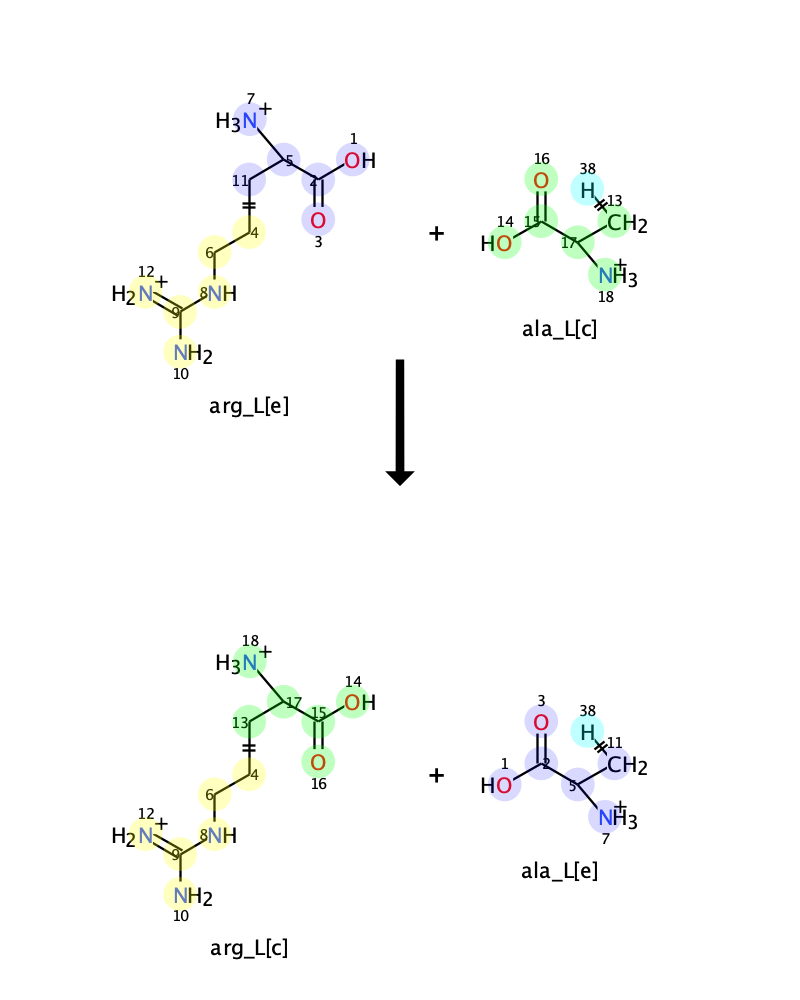 7
H3N+
1
5
OH
11
2
O
3
4
6
12
H2N+
8
NH
9
NH2
10
arg_L[e]
+
16
O
38
H
13
14
15
CH2
HO
17
NH3+
18
ala_L[c]
18
H3N+
14
17
OH
13
15
O
16
4
6
12
H2N+
8
NH
9
NH2
10
arg_L[c]
+
3
O
38
H
11
1
2
CH2
HO
5
NH3+
7
ala_L[e]